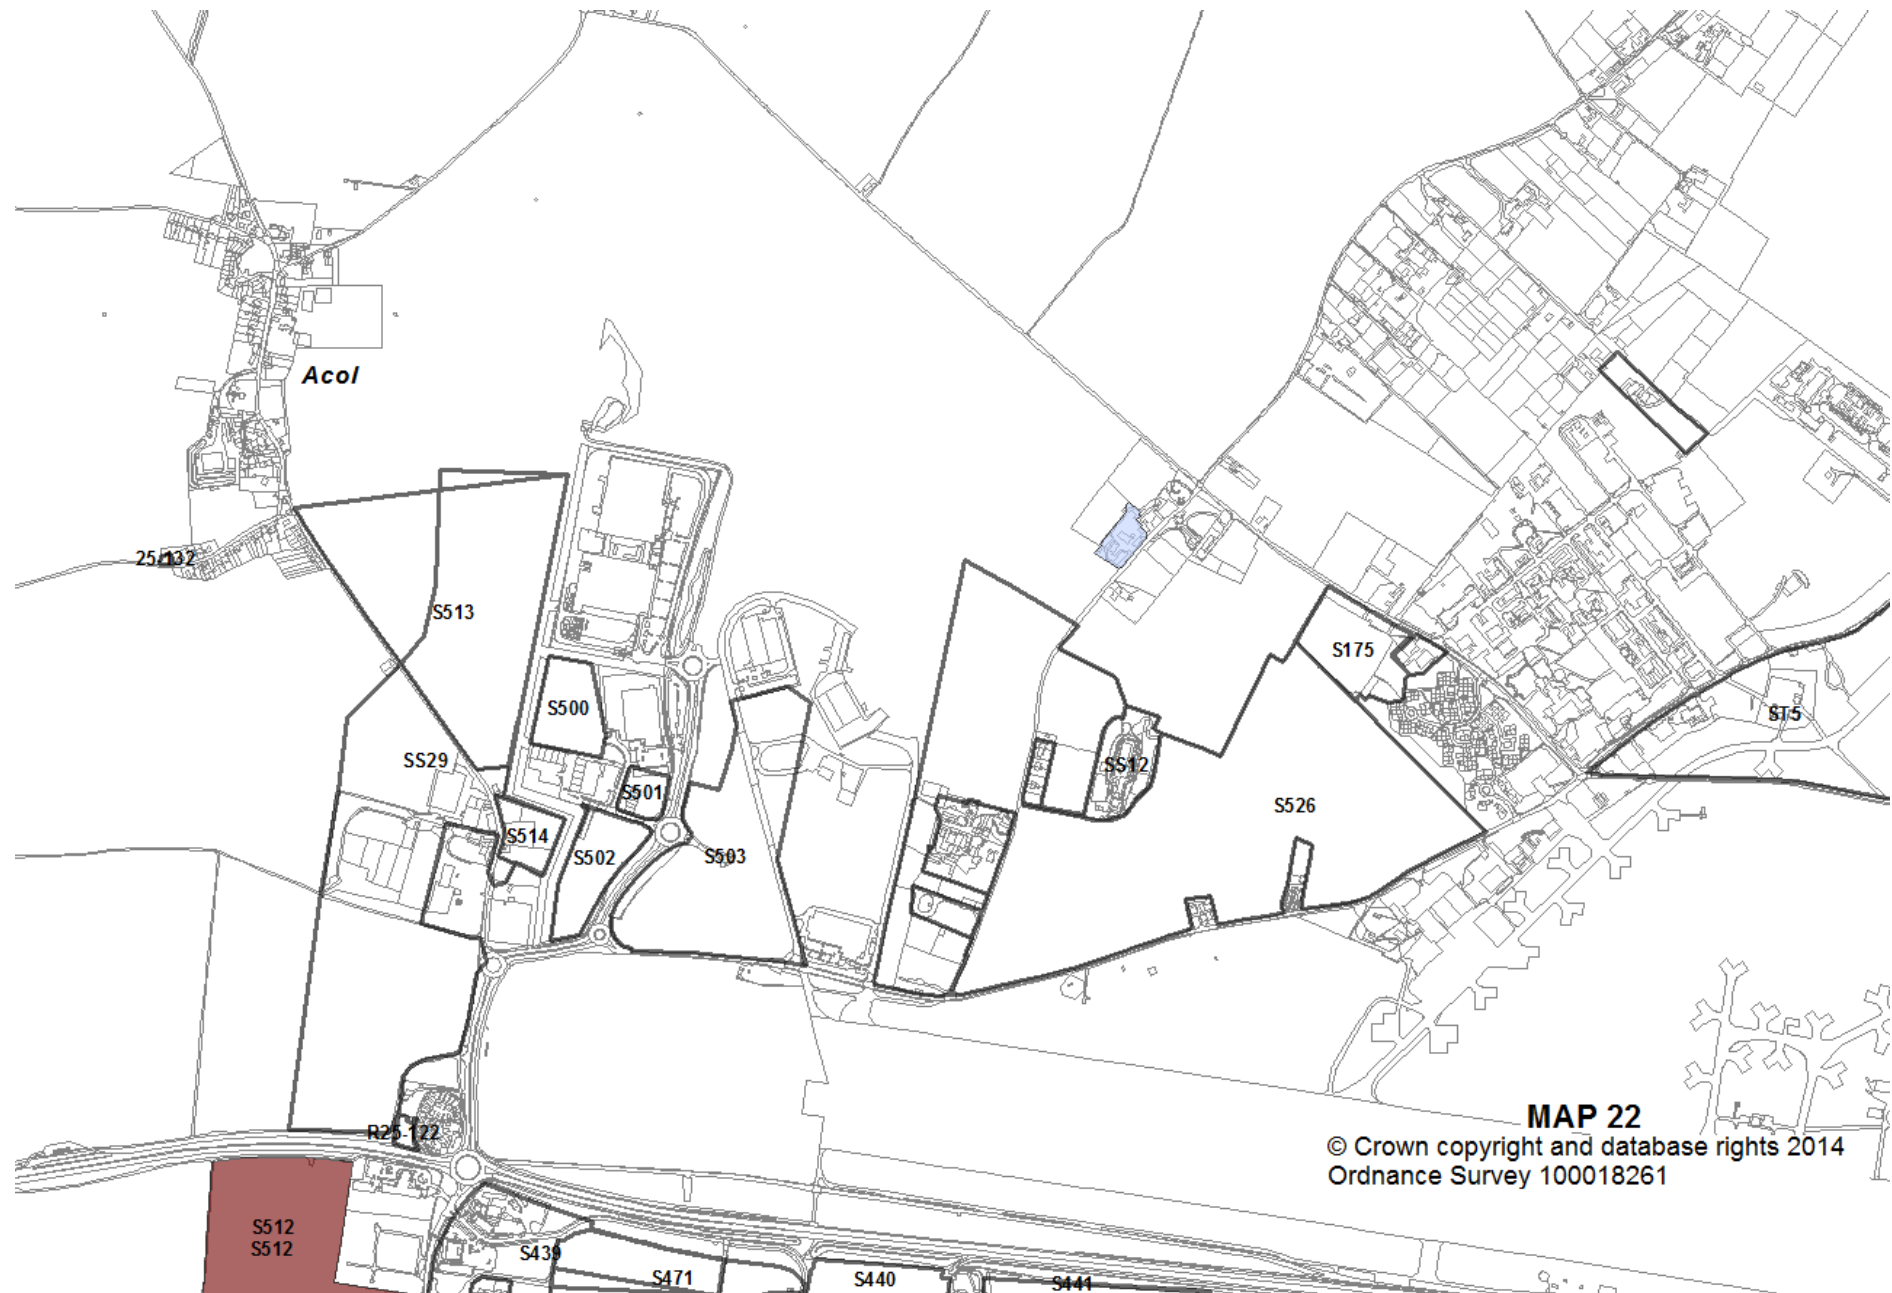 Acol
25-132
S513
S175
S500
ST5
SS29
SS12
S501
S526
S514
S502
S503
MAP 22
R25-122
© Crown copyright and database rights 2014
Ordnance Survey 100018261
S512
S512
S439
S471
S440
S441